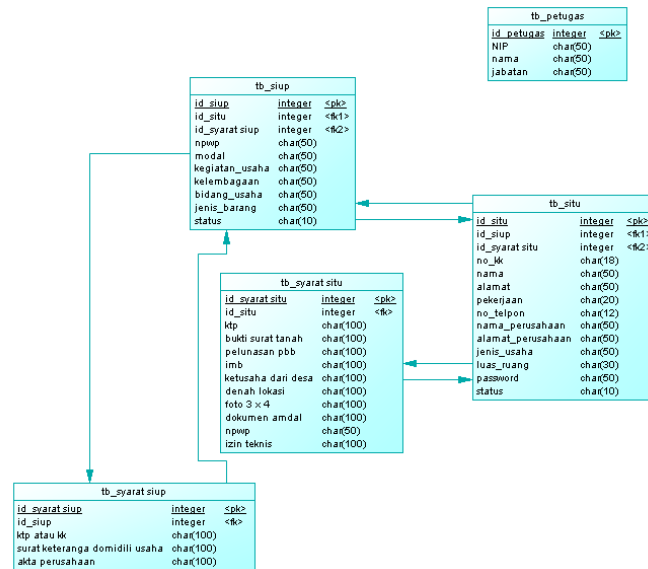 tb_petugas
id_petugas integer <pk>
NIP char(50)
nama char(50)
jabatan char(50)
tb_siup
id_siup integer <pk>
id_situ integer <fk1>
id_syarat siup integer <fk2>
npwp char(50)
modal char(50)
kegiatan_usaha char(50)
kelembagaan char(50)
bidang_usaha char(50)
jenis_barang char(50)
status char(10)
tb_situ
id_situ integer <pk>
id_siup integer <fk1>
id_syarat situ integer <fk2>
no_kk char(18)
nama char(50)
alamat char(50)
pekerjaan char(20)
no_telpon char(12)
nama_perusahaan char(50)
alamat_perusahaan char(50)
jenis_usaha char(50)
luas_ruang char(30)
password char(50)
status char(10)
tb_syarat situ
id_syarat situ integer <pk>
id_situ integer <fk>
ktp char(100)
bukti surat tanah char(100)
pelunasan pbb char(100)
imb char(100)
ketusaha dari desa char(100)
denah lokasi char(100)
foto 3 x 4 char(100)
dokumen amdal char(100)
npwp char(50)
izin teknis char(100)
tb_syarat siup
id_syarat siup integer <pk>
id_siup integer <fk>
ktp atau kk char(100)
surat keteranga domidili usaha char(100)
akta perusahaan char(100)